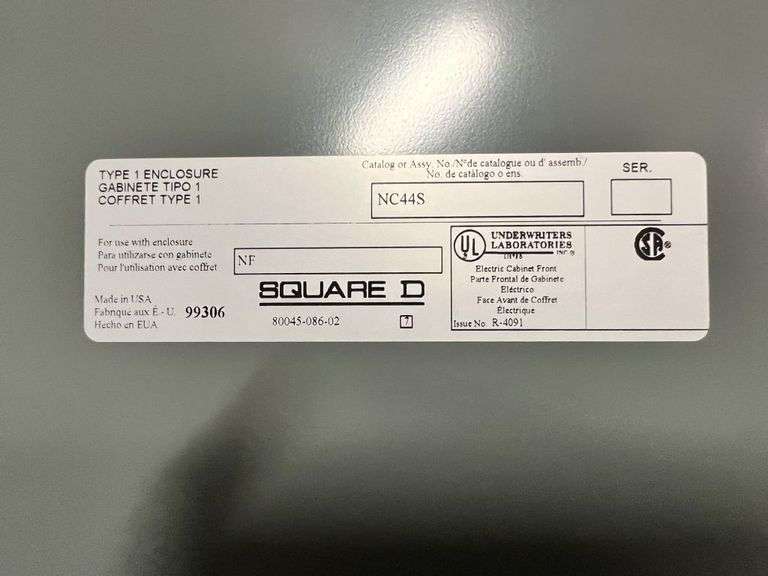 TYPE 1 ENCLOSURE
GABINETE TIPO 1
COFFRET TYPE 1
Catalog or Assy. No./N°de catalogue ou d' assemb./
No. de catálogo o ens.
NC44S
SER.
For use with enclosure
Para utilizarse con gabinete
Pour l'utilisation avec coffret
NF
Made in USA
Fabriqué aux É.- U. 99306
Hecho en EUA
SQUARE D
80045-086-02
7
UL
UNDERWRITERS
LABORATORIES
INC.®
Electric Cabinet Front
Parte Frontal de Gabinete
Eléctrico
Face Avant de Coffret
Électrique
Issue No. R-4091
SA®